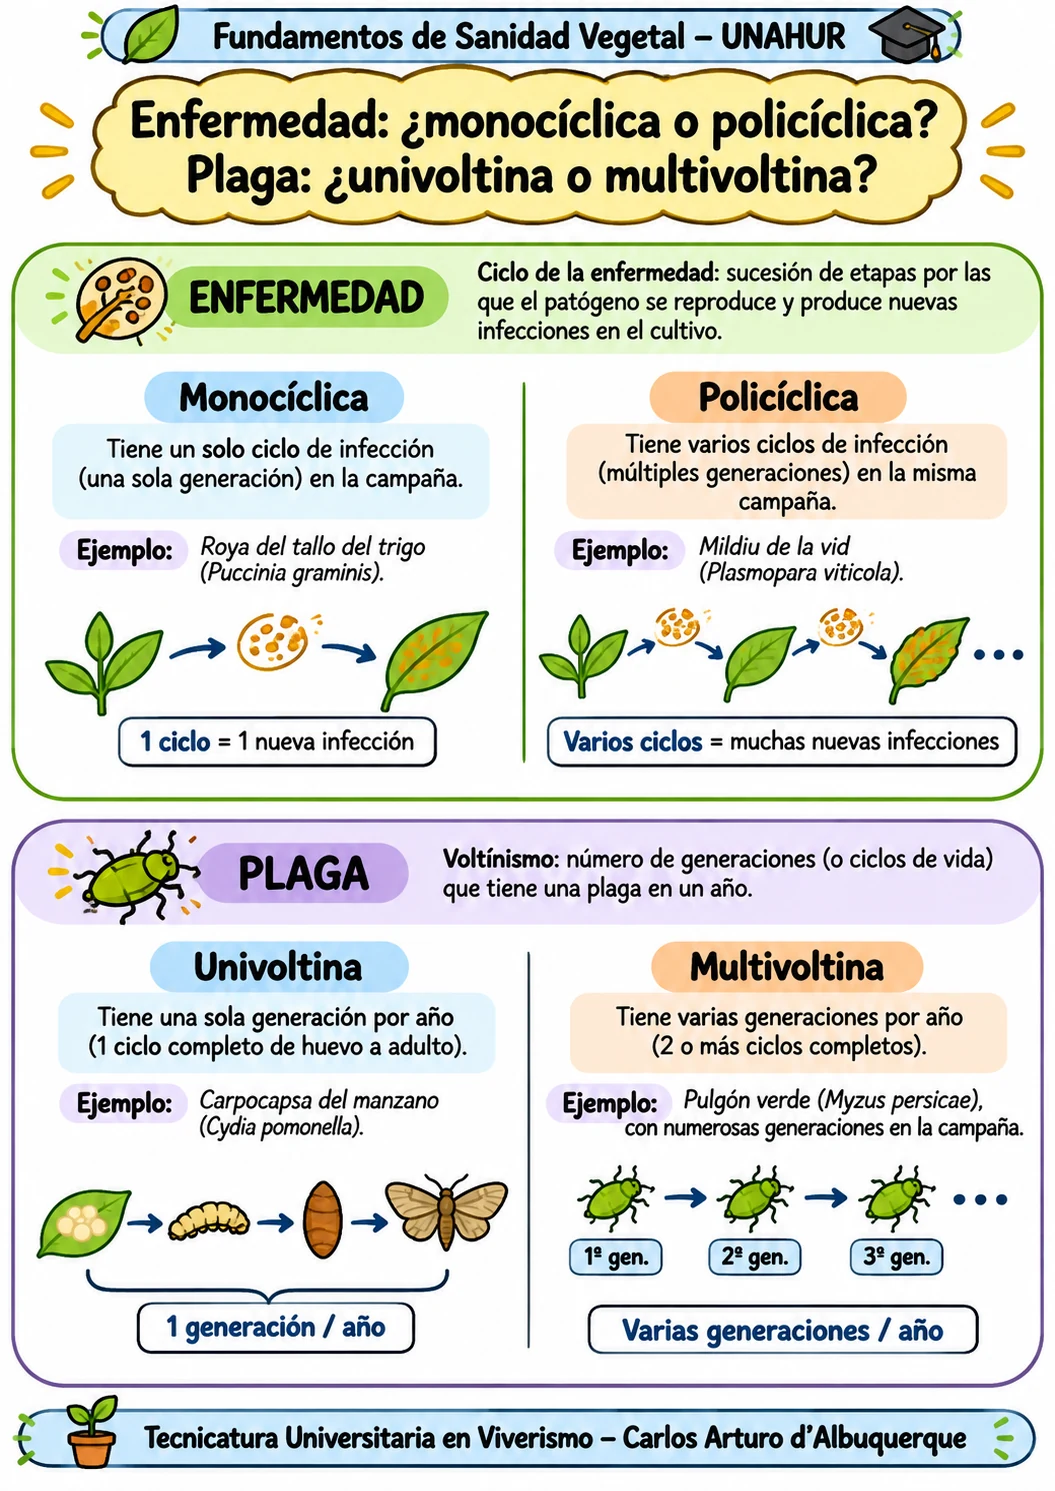 Fundamentos de Sanidad Vegetal – UNAHUR
Enfermedad: ¿monocíclica o policíclica?
Plaga: ¿univoltina o multivoltina?
ENFERMEDAD
Ciclo de la enfermedad: sucesión de etapas por las
que el patógeno se reproduce y produce nuevas
infecciones en el cultivo.
Monocíclica
Tiene un solo ciclo de infección
(una sola generación) en la campaña.
Ejemplo: Roya del tallo del trigo
(Puccinia graminis).
1 ciclo = 1 nueva infección
Policíclica
Tiene varios ciclos de infección
(múltiples generaciones) en la misma
campaña.
Ejemplo: Mildiu de la vid
(Plasmopara viticola).
Varios ciclos = muchas nuevas infecciones
PLAGA
Voltínismo: número de generaciones (o ciclos de vida)
que tiene una plaga en un año.
Univoltina
Tiene una sola generación por año
(1 ciclo completo de huevo a adulto).
Ejemplo: Carpocapsa del manzano
(Cydia pomonella).
1 generación / año
Multivoltina
Tiene varias generaciones por año
(2 o más ciclos completos).
Ejemplo: Pulgón verde (Myzus persicae),
con numerosas generaciones en la campaña.
1º gen. 2º gen. 3º gen.
Varias generaciones / año
Tecnicatura Universitaria en Viverismo – Carlos Arturo d’Albuquerque